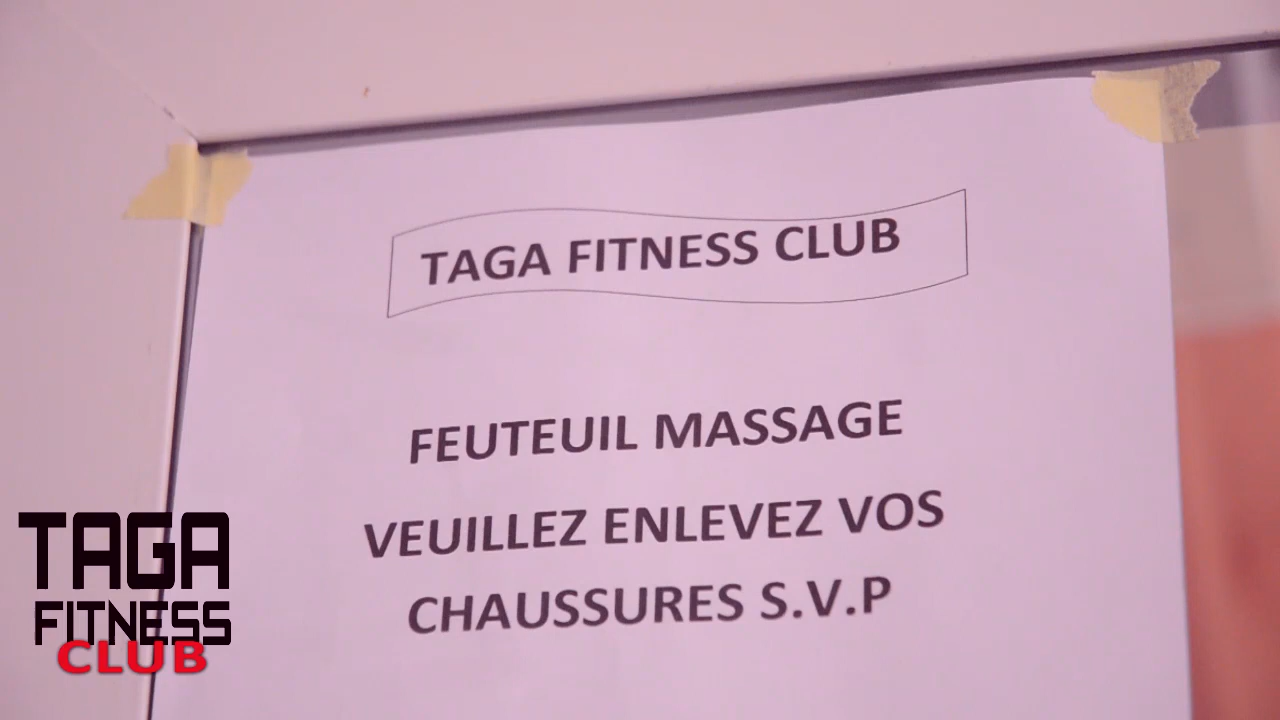 TAGA FITNESS CLUB
FEUTEUIL MASSAGE
VEUILLEZ ENLEVEZ VOS
CHAUSSURES S.V.P
TAGA
FITNESS
CLUB